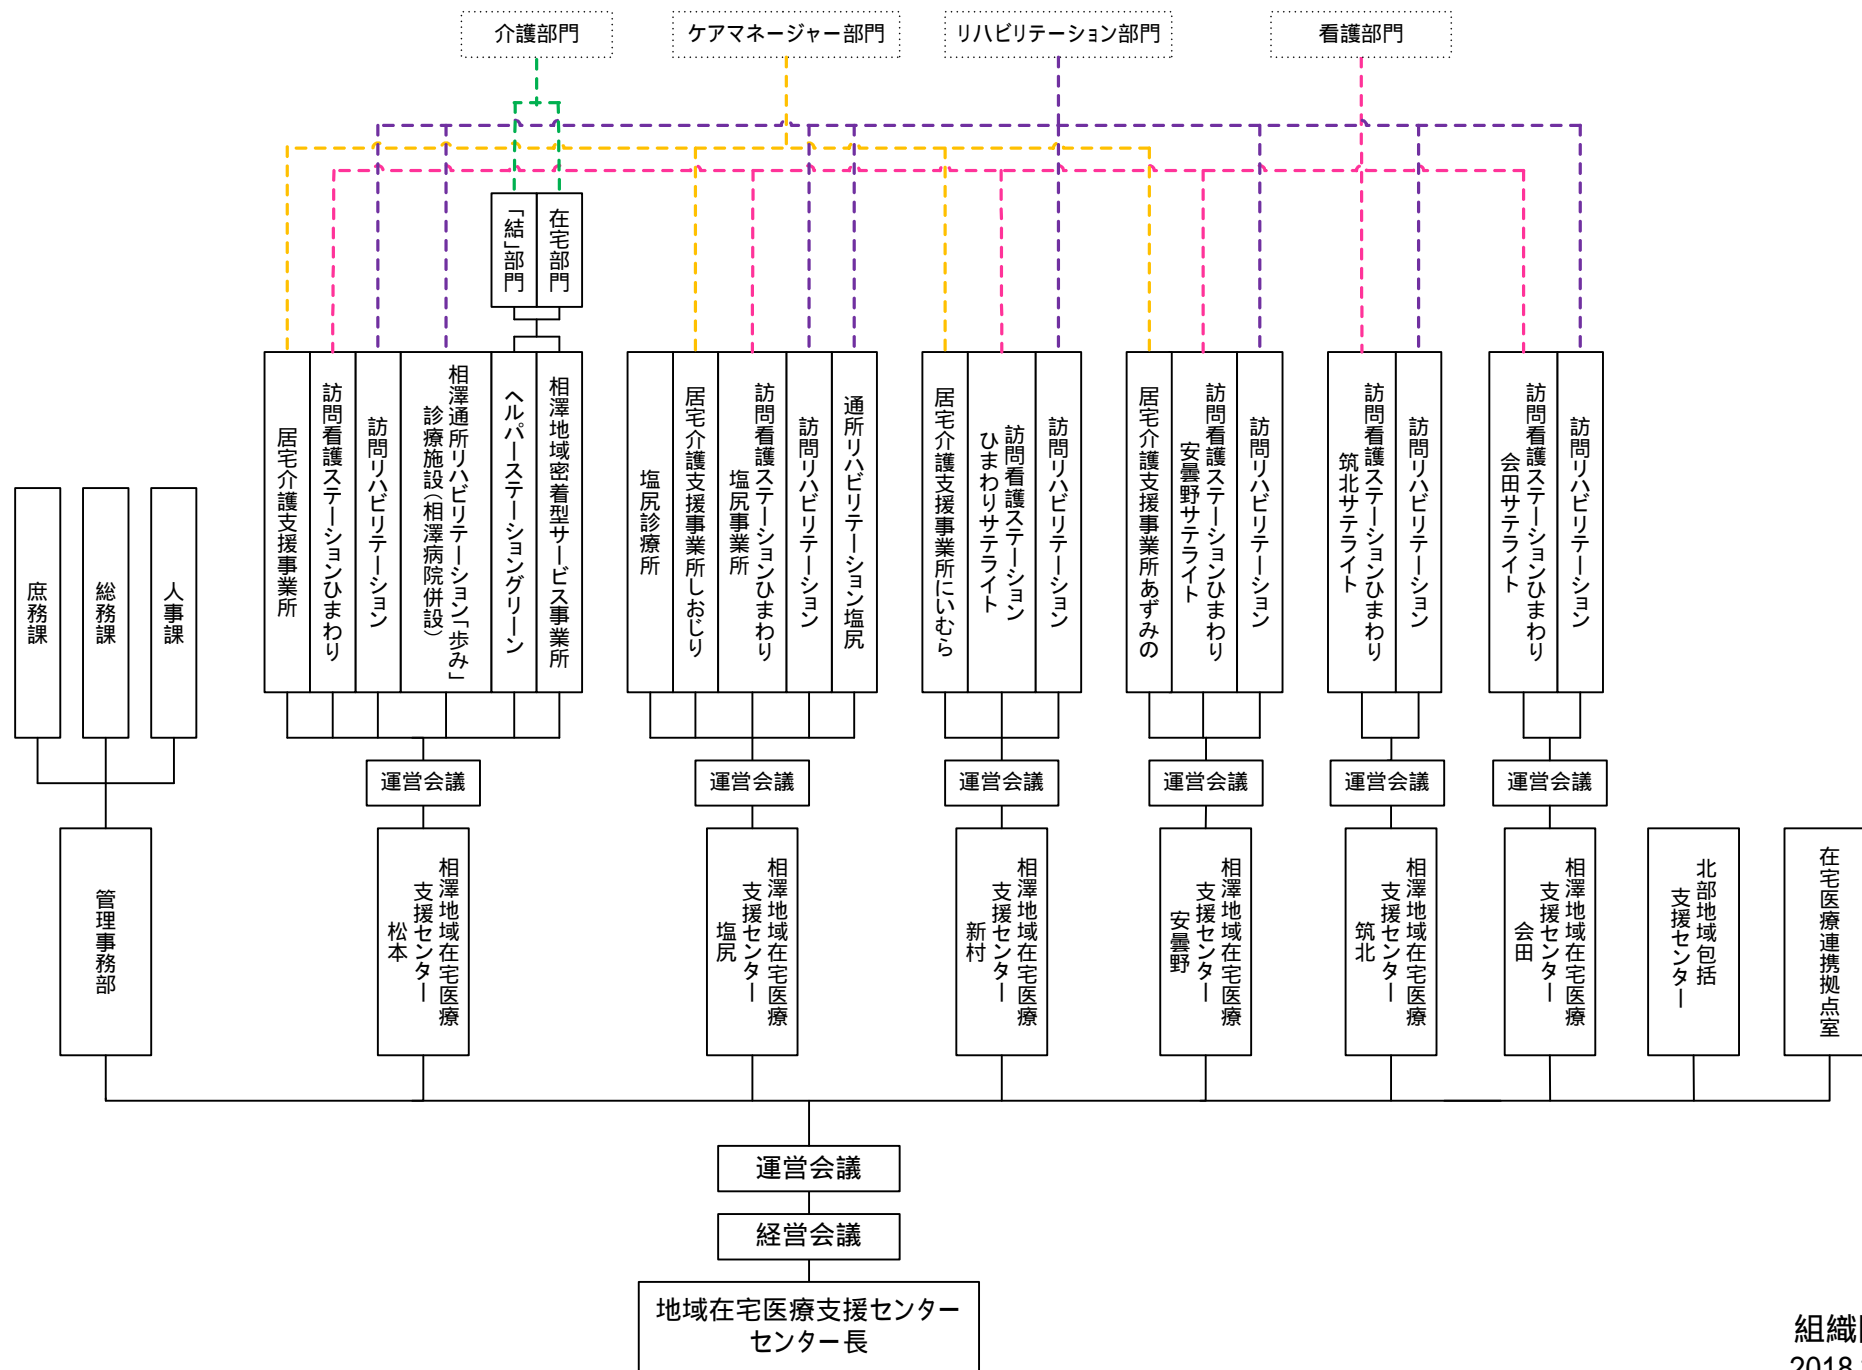 介護部門
ケアマネージャー部門
リハビリテーション部門
看護部門
「結」部門
在宅部門
居宅介護支援事業所
訪問看護ステーションひまわり
訪問リハビリテーション
相澤通所リハビリテーション「歩み」
診療施設(相澤病院併設)
ヘルパーステーショングリーン
相澤地域密着型サービス事業所
塩尻診療所
居宅介護支援事業所しおじり
訪問看護ステーションひまわり
塩尻事業所
訪問リハビリテーション
通所リハビリテーション塩尻
居宅介護支援事業所にいむら
訪問看護ステーション
ひまわりサテライト
訪問リハビリテーション
居宅介護支援事業所あずみの
訪問看護ステーションひまわり
安曇野サテライト
訪問リハビリテーション
訪問看護ステーションひまわり
筑北サテライト
訪問リハビリテーション
訪問看護ステーションひまわり
会田サテライト
訪問リハビリテーション
庶務課
総務課
人事課
運営会議
運営会議
運営会議
運営会議
運営会議
運営会議
管理事務部
相澤地域在宅医療
支援センター
松本
相澤地域在宅医療
支援センター
塩尻
相澤地域在宅医療
支援センター
新村
相澤地域在宅医療
支援センター
安曇野
相澤地域在宅医療
支援センター
筑北
相澤地域在宅医療
支援センター
会田
北部地域包括
支援センター
在宅医療連携拠点室
運営会議
経営会議
地域在宅医療支援センター
センター長
組織
2018